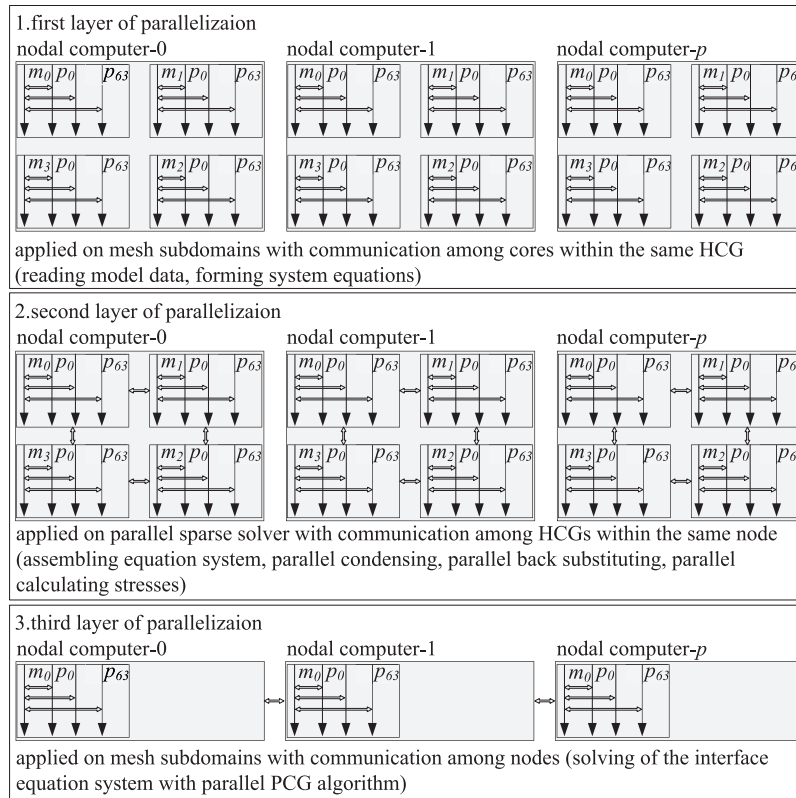 1.first layer of parallelizaion
nodal computer-0 nodal computer-1 nodal computer-p
m0 p0 p63 m1 p0 p63 m0 p0 p63 m1 p0 p63 m0 p0 p63 m1 p0 p63
m3 p0 p63 m2 p0 p63 m3 p0 p63 m2 p0 p63 m3 p0 p63 m2 p0 p63
applied on mesh subdomains with communication among cores within the same HCG
(reading model data, forming system equations)
2.second layer of parallelizaion
nodal computer-0 nodal computer-1 nodal computer-p
m0 p0 p63 m1 p0 p63 m0 p0 p63 m1 p0 p63 m0 p0 p63 m1 p0 p63
m3 p0 p63 m2 p0 p63 m3 p0 p63 m2 p0 p63 m3 p0 p63 m2 p0 p63
applied on parallel sparse solver with communication among HCGs within the same node
(assembling equation system, parallel condensing, parallel back substituting, parallel
calculating stresses)
3.third layer of parallelizaion
nodal computer-0 nodal computer-1 nodal computer-p
m0 p0 p63 m0 p0 p63 m0 p0 p63
applied on mesh subdomains with communication among nodes (solving of the interface
equation system with parallel PCG algorithm)